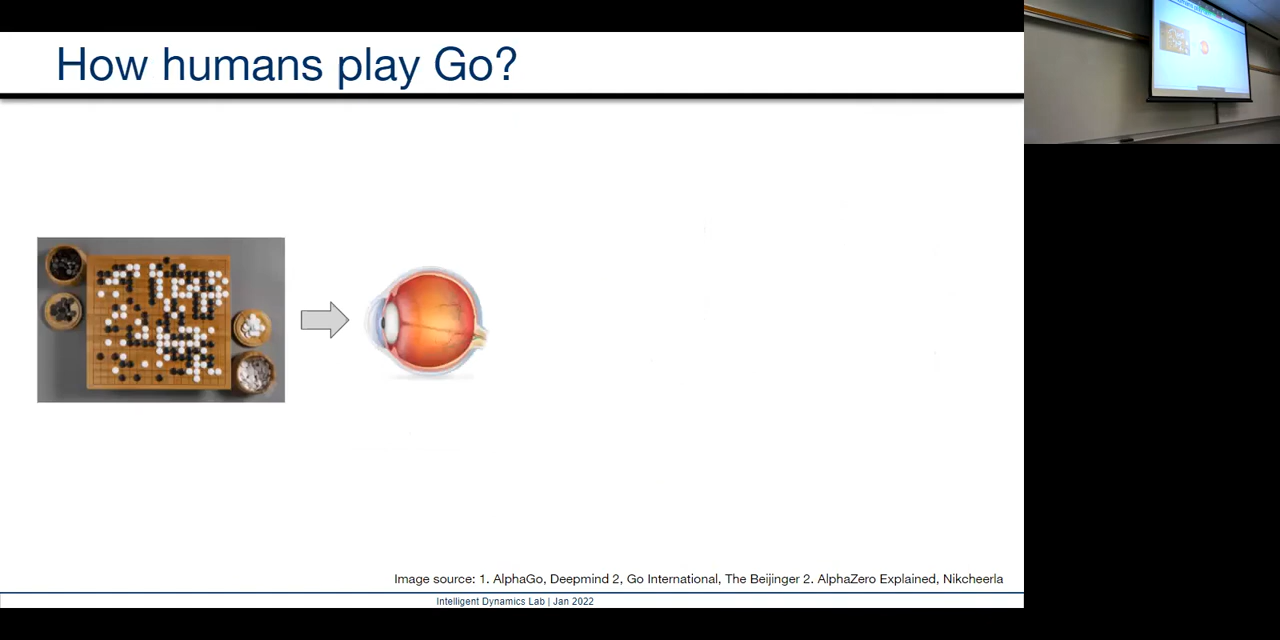 How humans play Go?
Image source: 1. AlphaGo, Deepmind 2, Go International, The Beijinger 2. AlphaZero Explained, Nikcheerla
Intelligent Dynamics Lab | Jan 2022